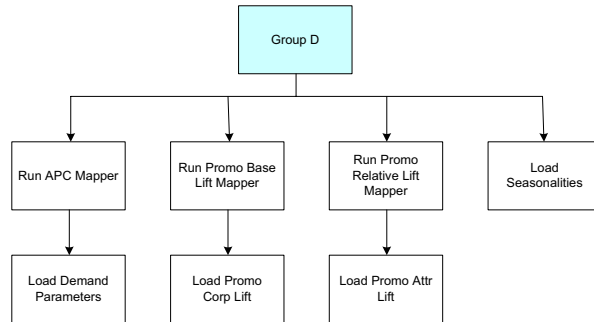 Group D
Run APC Mapper
Run Promo Base
Lift Mapper
Run Promo
Relative Lift
Mapper
Load
Seasonalities
Load Demand
Parameters
Load Promo
Corp Lift
Load Promo Attr
Lift